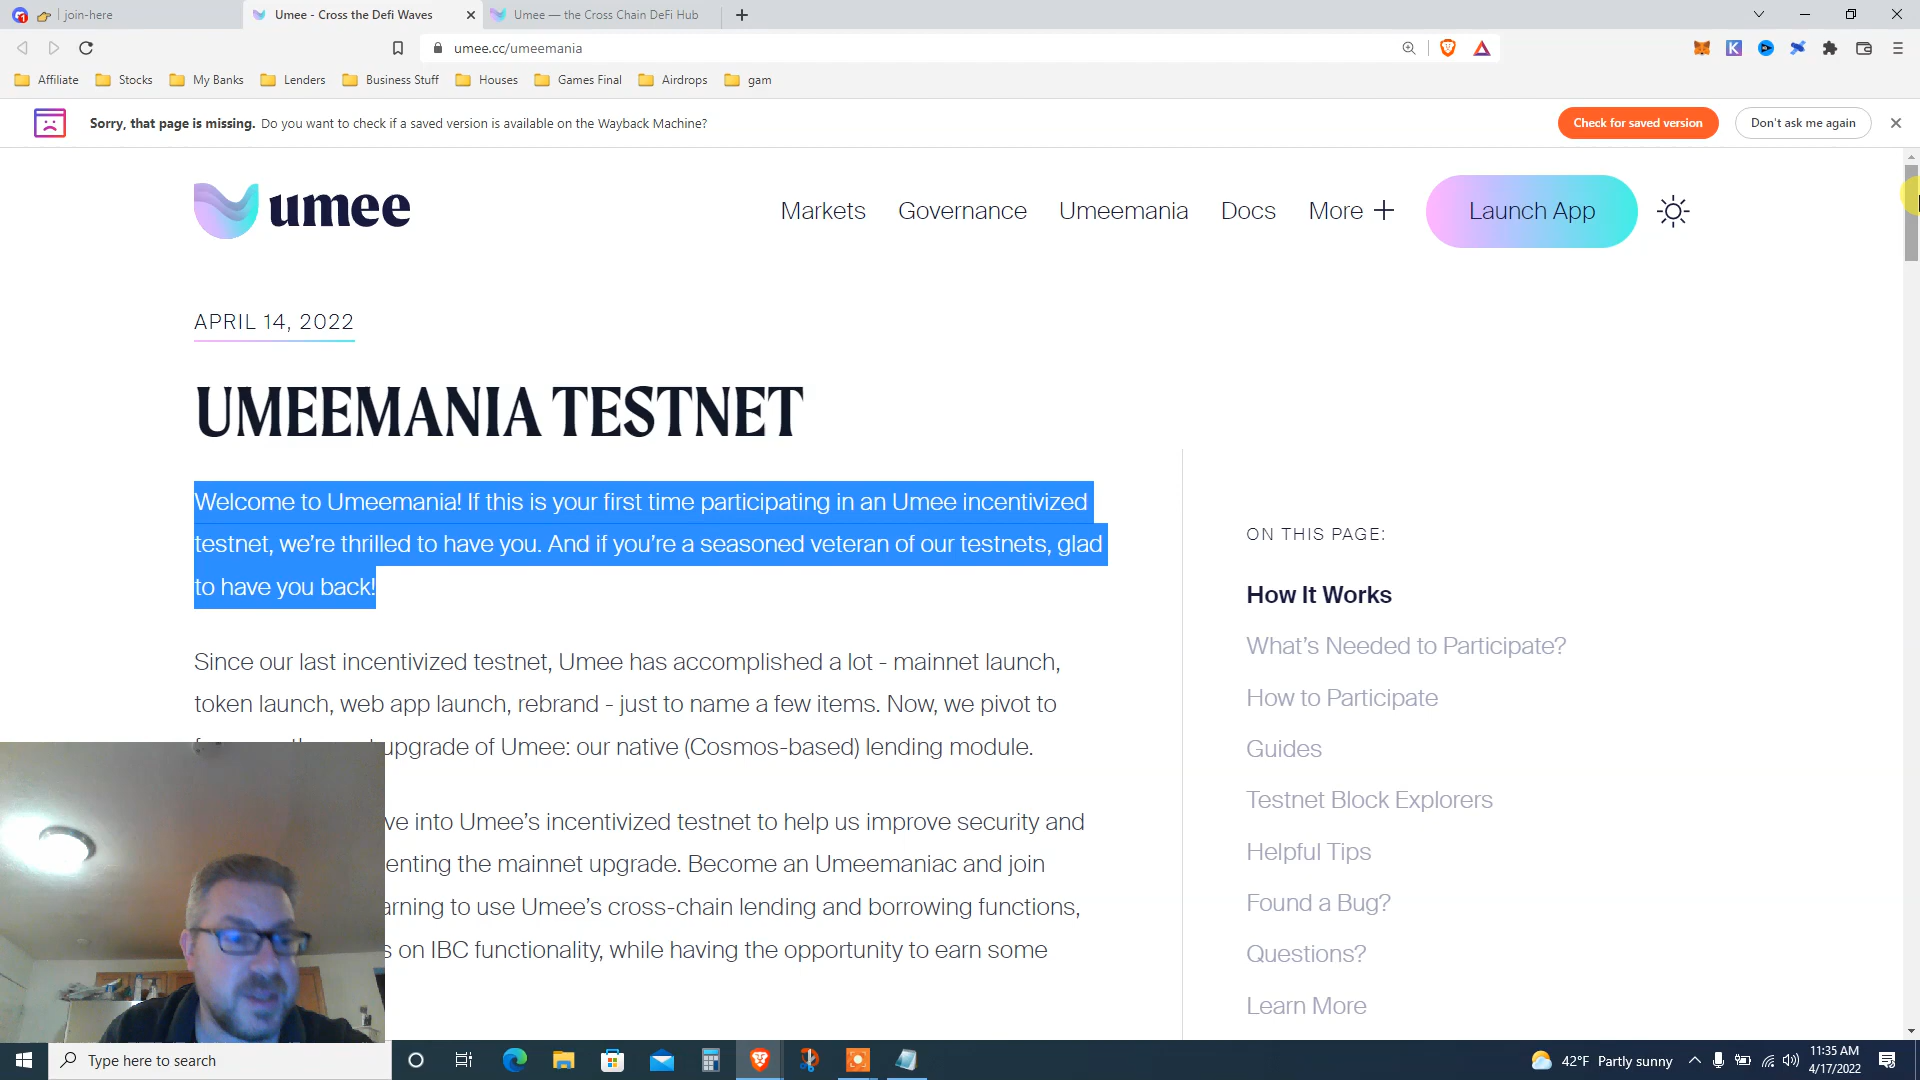 join-here
Umee - Cross the Defi Waves
Umee — the Cross Chain DeFi Hub
umee.cc/umeemania
Affiliate
Stocks
My Banks
Lenders
Business Stuff
Houses
Games Final
Airdrops
gam
Sorry, that page is missing. Do you want to check if a saved version is available on the Wayback Machine?
Check for saved version
Don't ask me again
umee
Markets
Governance
Umeemania
Docs
More
Launch App
APRIL 14, 2022
UMEEMANIA TESTNET
Welcome to Umeemania! If this is your first time participating in an Umee incentivized
testnet, we’re thrilled to have you. And if you’re a seasoned veteran of our testnets, glad
to have you back!
Since our last incentivized testnet, Umee has accomplished a lot - mainnet launch,
token launch, web app launch, rebrand - just to name a few items. Now, we pivot to
upgrade of Umee: our native (Cosmos-based) lending module.
into Umee’s incentivized testnet to help us improve security and
the mainnet upgrade. Become an Umeemaniac and join
to use Umee’s cross-chain lending and borrowing functions,
on IBC functionality, while having the opportunity to earn some
ON THIS PAGE:
How It Works
What’s Needed to Participate?
How to Participate
Guides
Testnet Block Explorers
Helpful Tips
Found a Bug?
Questions?
Learn More
Type here to search
42°F Partly sunny
11:35 AM
4/17/2022